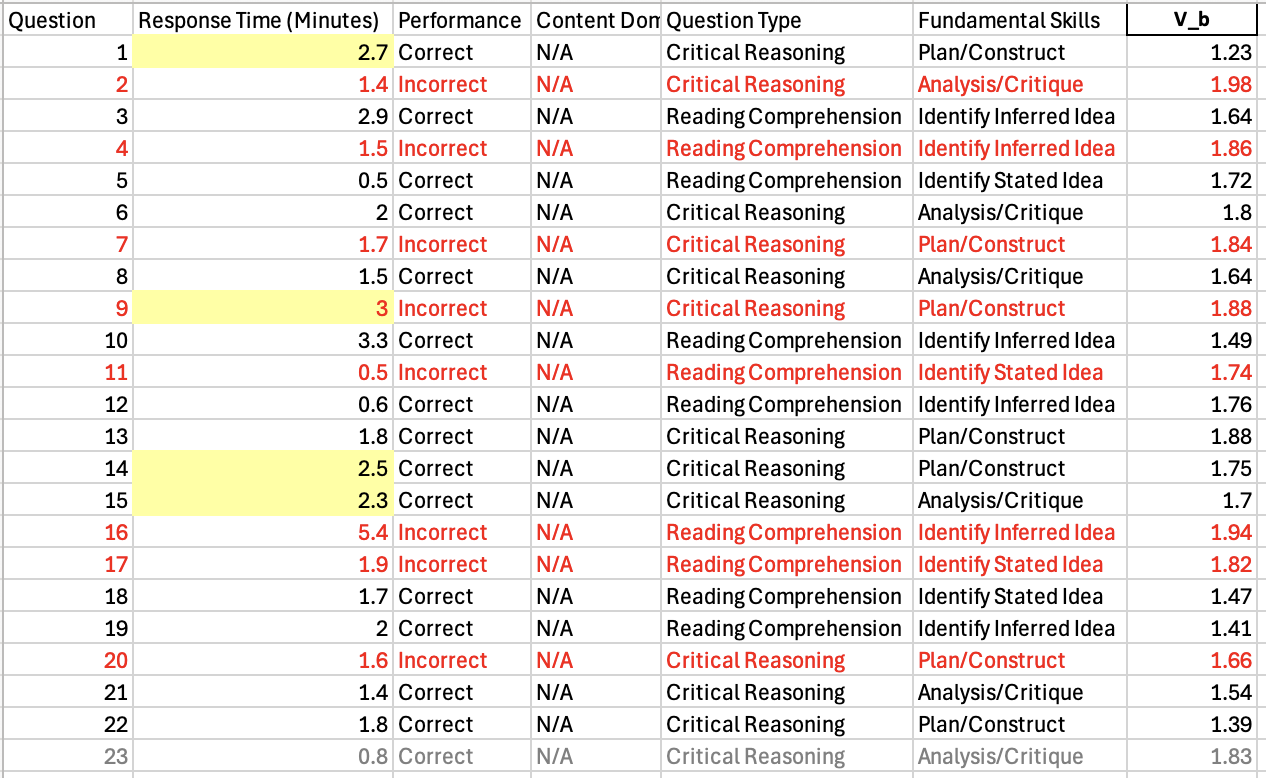 Question Response Time (Minutes) Performance Content Dom Question Type Fundamental Skills V_b
1 2.7 Correct N/A Critical Reasoning Plan/Construct 1.23
2 1.4 Incorrect N/A Critical Reasoning Analysis/Critique 1.98
3 2.9 Correct N/A Reading Comprehension Identify Inferred Idea 1.64
4 1.5 Incorrect N/A Reading Comprehension Identify Inferred Idea 1.86
5 0.5 Correct N/A Reading Comprehension Identify Stated Idea 1.72
6 2 Correct N/A Critical Reasoning Analysis/Critique 1.8
7 1.7 Incorrect N/A Critical Reasoning Plan/Construct 1.84
8 1.5 Correct N/A Critical Reasoning Analysis/Critique 1.64
9 3 Incorrect N/A Critical Reasoning Plan/Construct 1.88
10 3.3 Correct N/A Reading Comprehension Identify Inferred Idea 1.49
11 0.5 Incorrect N/A Reading Comprehension Identify Stated Idea 1.74
12 0.6 Correct N/A Reading Comprehension Identify Inferred Idea 1.76
13 1.8 Correct N/A Critical Reasoning Plan/Construct 1.88
14 2.5 Correct N/A Critical Reasoning Plan/Construct 1.75
15 2.3 Correct N/A Critical Reasoning Analysis/Critique 1.7
16 5.4 Incorrect N/A Reading Comprehension Identify Inferred Idea 1.94
17 1.9 Incorrect N/A Reading Comprehension Identify Stated Idea 1.82
18 1.7 Correct N/A Reading Comprehension Identify Stated Idea 1.47
19 2 Correct N/A Reading Comprehension Identify Inferred Idea 1.41
20 1.6 Incorrect N/A Critical Reasoning Plan/Construct 1.66
21 1.4 Correct N/A Critical Reasoning Analysis/Critique 1.54
22 1.8 Correct N/A Critical Reasoning Plan/Construct 1.39
23 0.8 Correct N/A Critical Reasoning Analysis/Critique 1.83